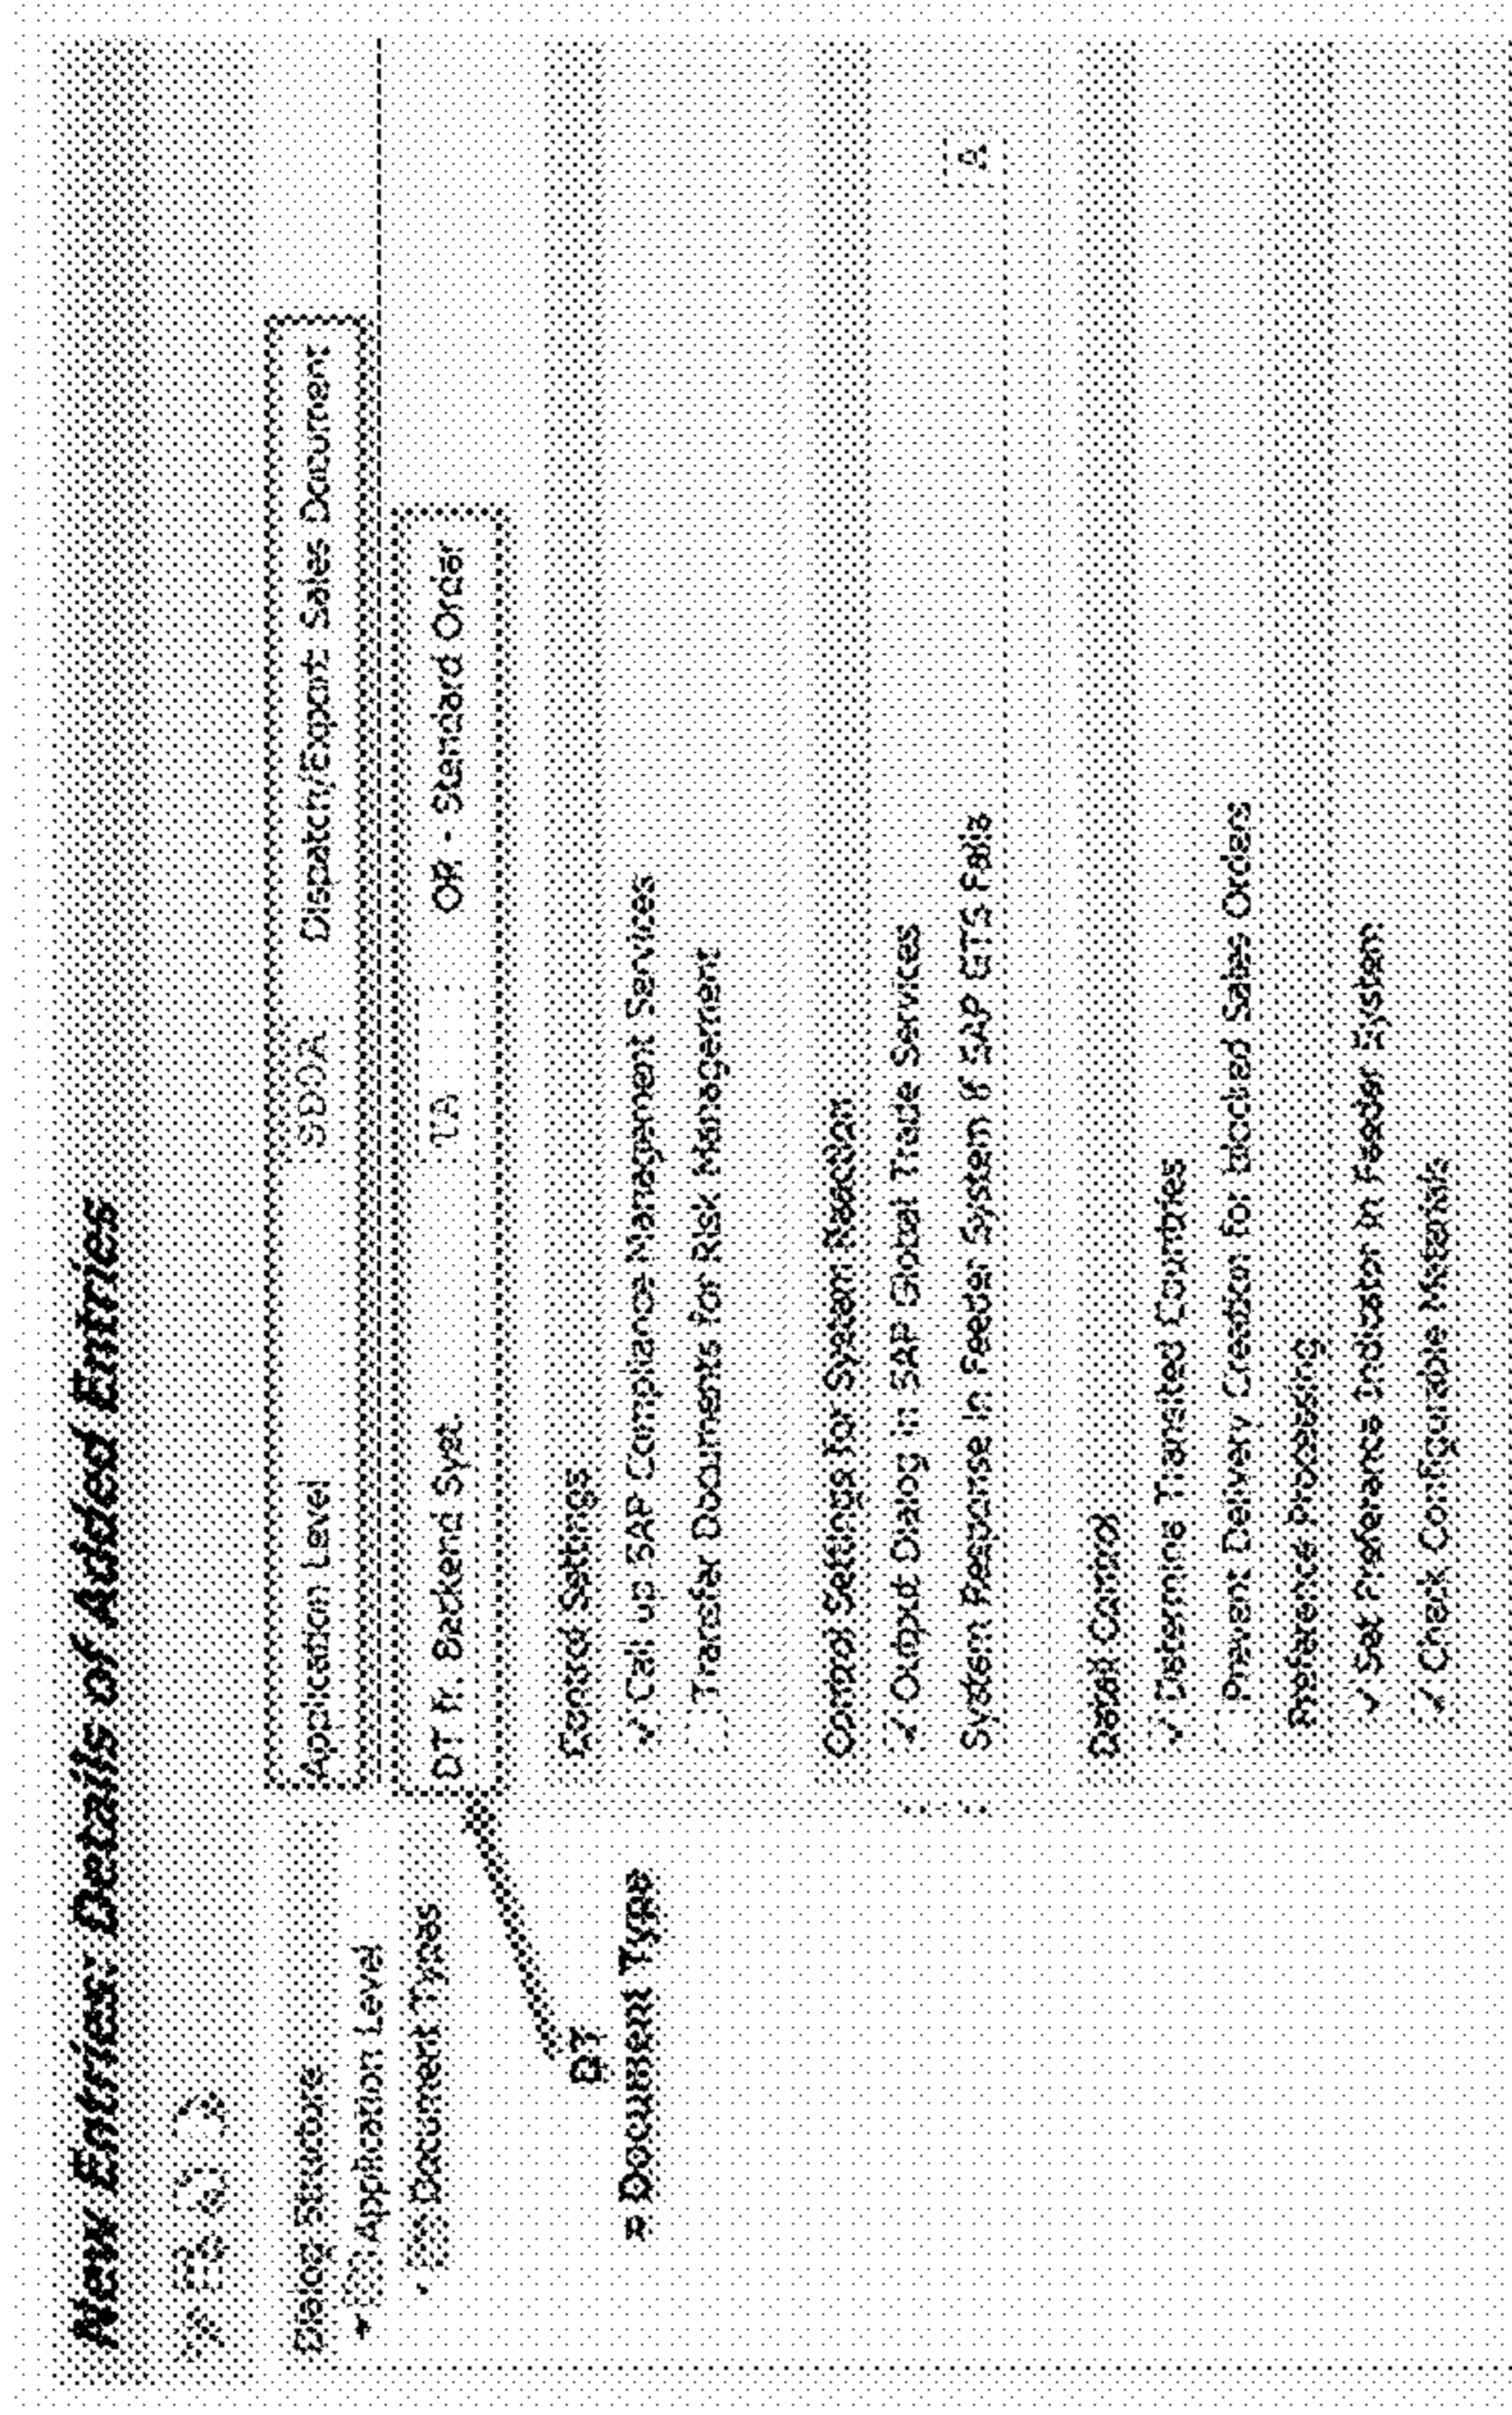 New Entries: Details of Added Entries
Dialog Structure
Application Level
Document Types
DT
= Document Type
Application Level SD0A Dispatch/Export: Sales Document
DT fr. Backend Syst. TA OR - Standard Order
Control Settings
✓ Call up SAP Compliance Management Services
Transfer Documents for Risk Management
Control Settings for System Reaction
✓ Output Dialog in SAP Global Trade Services
System Response in Feeder System if SAP GTS Fails A
Detail Control
✓ Determine Transited Countries
Prevent Delivery Creation for blocked Sales Orders
Preference Processing
✓ Set Preference Indicator in Feeder System
✓ Check Configurable Materials